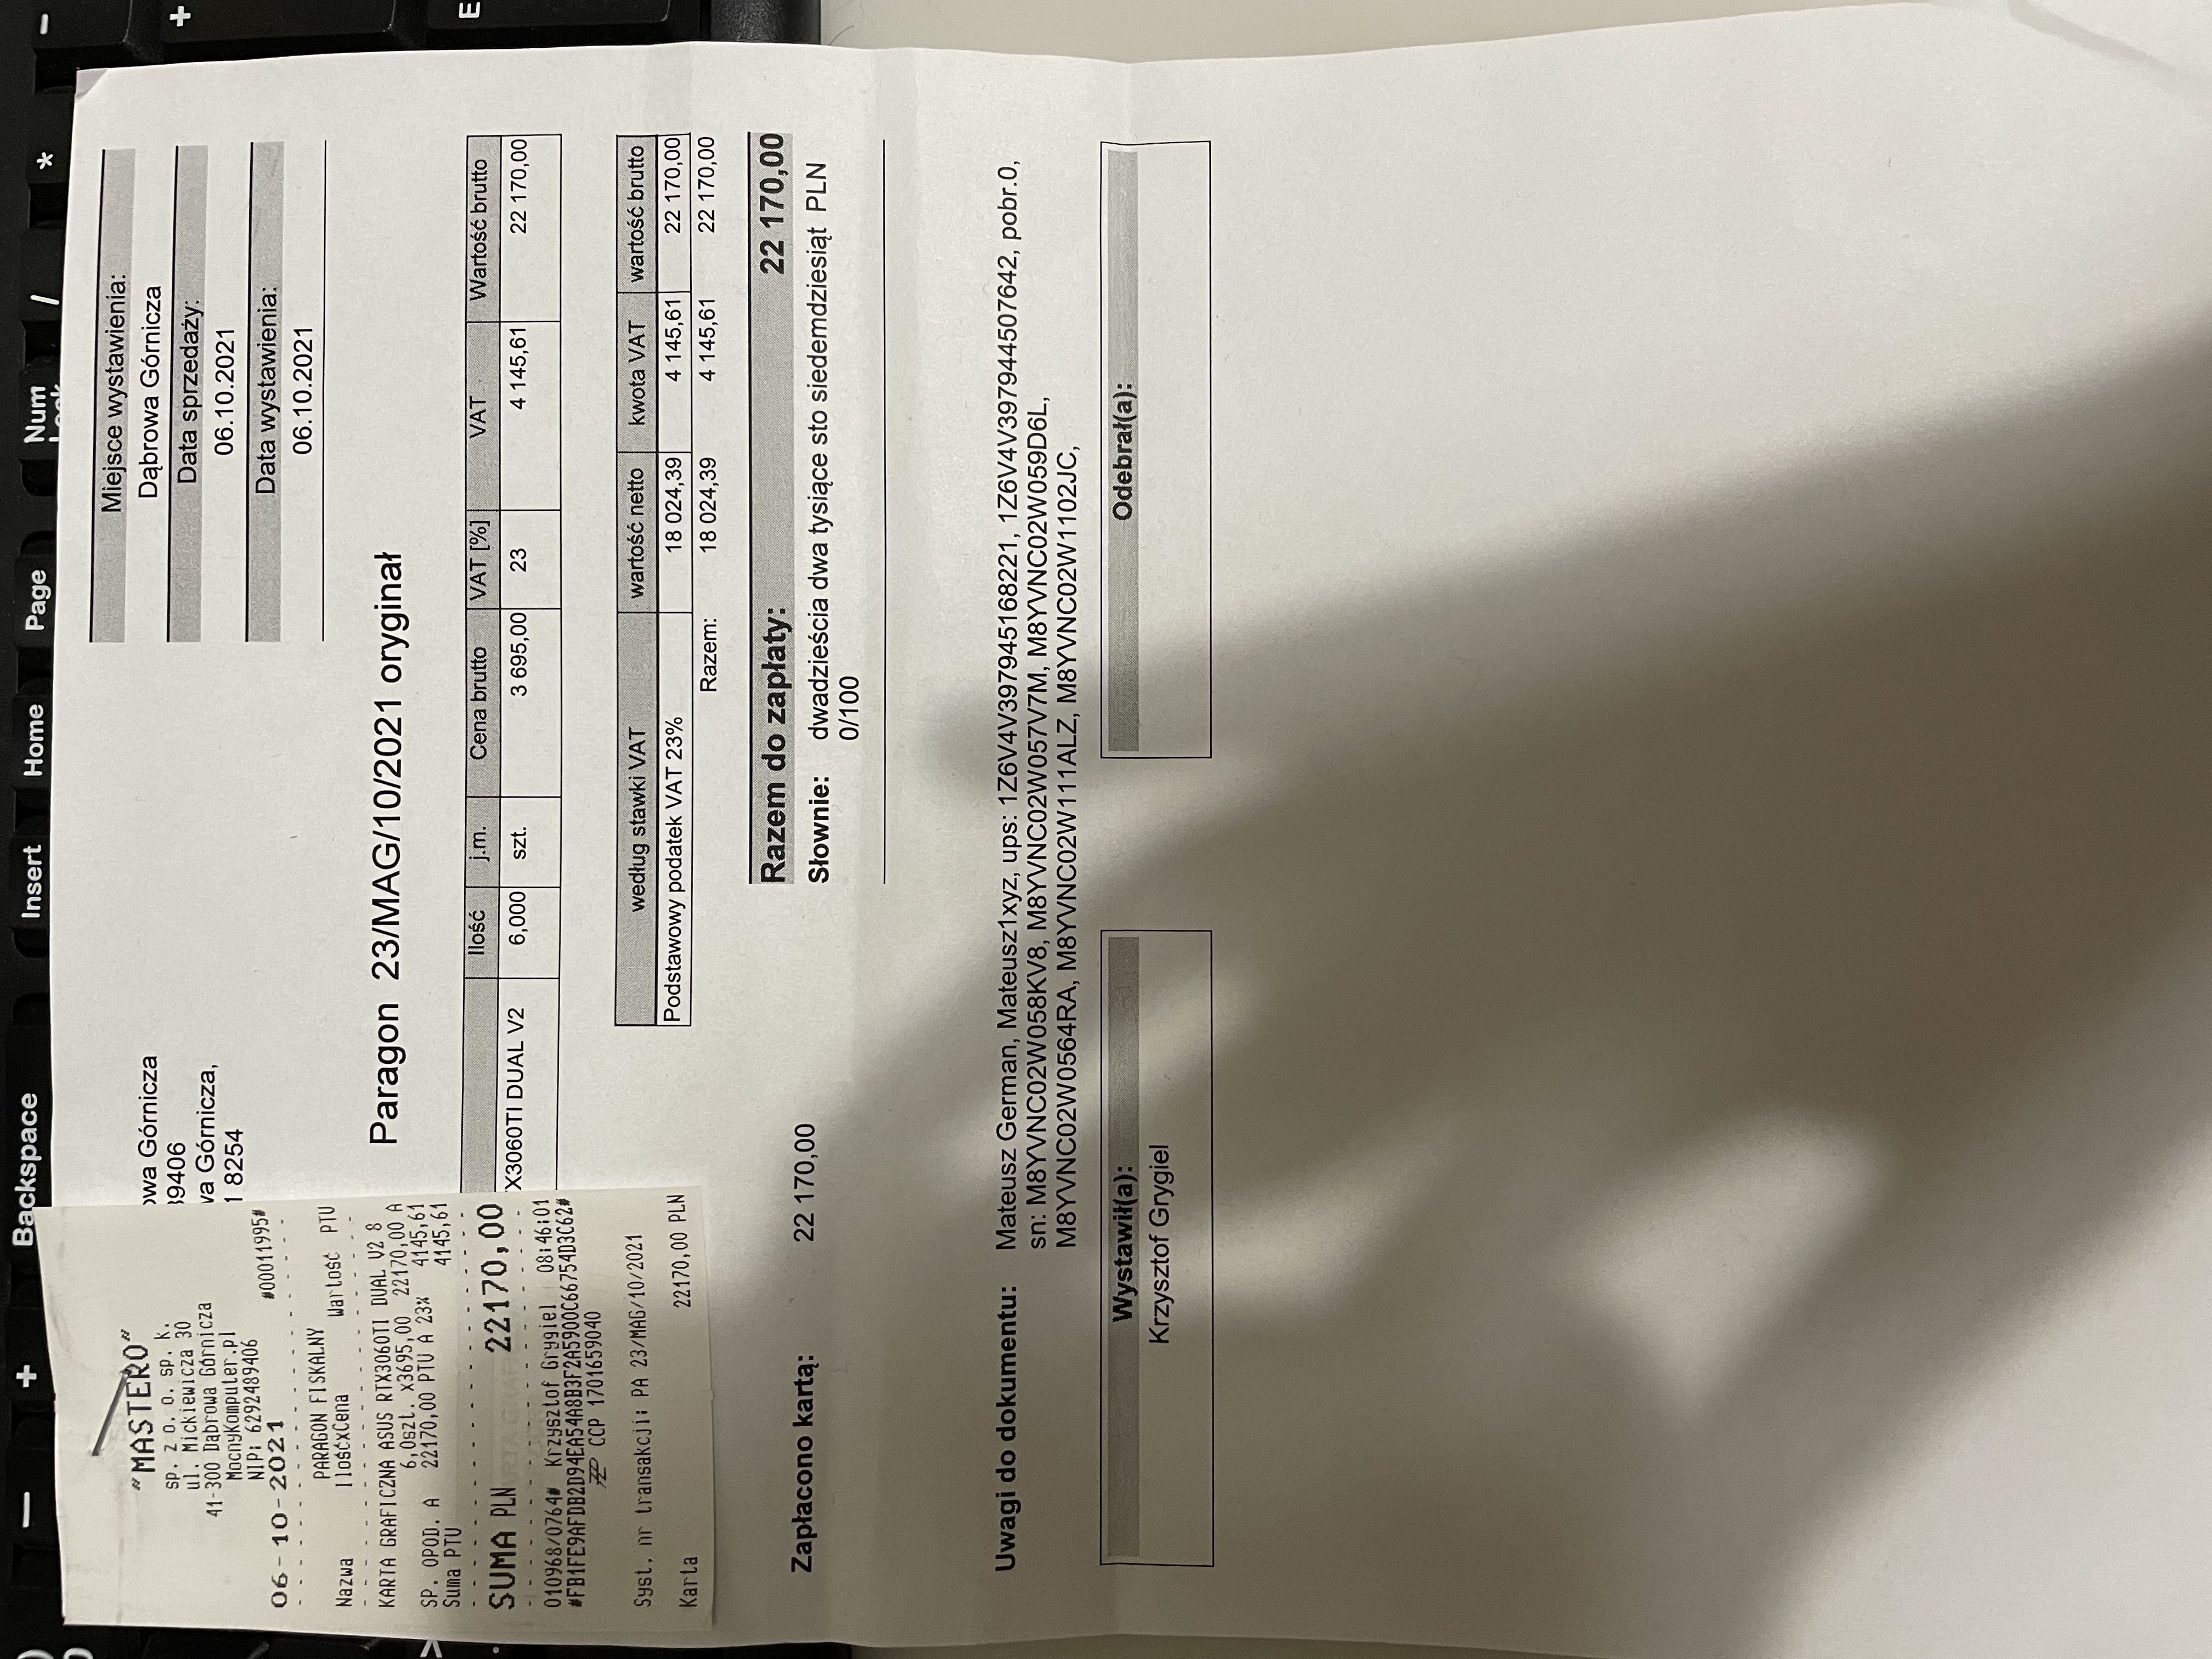 Backspace
Insert
Home
Page
Num
/
*
-
+
"MASTERO"
sp. z o. o. sp. k.
ul. Mickiewicza 30
41-300 Dąbrowa Górnicza
MocnyKomputer.pl
NIP: 6292489406
06-10-2021 #00011995#
PARAGON FISKALNY
Nazwa IlośćxCena Wartość PTU
KARTA GRAFICZNA ASUS RTX3060TI DUAL V2 8
6,0szt. x3695,00 22170,00 A
SP. OPOD. A 22170,00 PTU A 23% 4145,61
Suma PTU 4145,61
SUMA PLN 22170,00
010968/0764# Krzysztof Grygiel 08:46:01
#FB1FE9AFDB2D94EA54A8B3F2A5900C66754D3C62#
CCP 1701659040
Syst. nr transakcji: PA 23/MAG/10/2021
Karta 22170,00 PLN
owa Górnicza
39406
wa Górnicza,
1 8254
Miejsce wystawienia:
Dąbrowa Górnicza
Data sprzedaży:
06.10.2021
Data wystawienia:
06.10.2021
Paragon 23/MAG/10/2021 oryginał
Ilość j.m. Cena brutto VAT [%] VAT Wartość brutto
X3060TI DUAL V2 6,000 szt. 3 695,00 23 4 145,61 22 170,00
według stawki VAT wartość netto kwota VAT wartość brutto
Podstawowy podatek VAT 23% 18 024,39 4 145,61 22 170,00
Razem: 18 024,39 4 145,61 22 170,00
Razem do zapłaty: 22 170,00
Zapłacono kartą: 22 170,00
Słownie: dwadzieścia dwa tysiące sto siedemdziesiąt PLN
0/100
Uwagi do dokumentu: Mateusz German, Mateusz1xyz, ups: 1Z6V4V397945168221, 1Z6V4V397944507642, pobr.0,
sn: M8YVNC02W058KV8, M8YVNC02W057V7M, M8YVNC02W059D6L,
M8YVNC02W0564RA, M8YVNC02W111ALZ, M8YVNC02W1102JC,
Wystawił(a):
Krzysztof Grygiel
Odebrał(a):